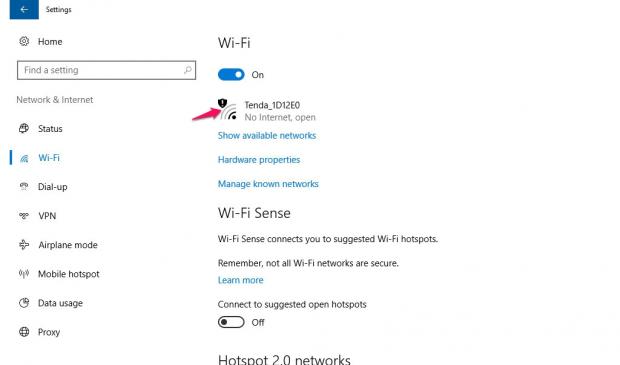 Settings
Home
Find a setting
Network & Internet
Status
Wi-Fi
Dial-up
VPN
Airplane mode
Mobile hotspot
Data usage
Proxy
Wi-Fi
On
Tenda_1D12E0
No Internet, open
Show available networks
Hardware properties
Manage known networks
Wi-Fi Sense
Wi-Fi Sense connects you to suggested Wi-Fi hotspots.
Remember, not all Wi-Fi networks are secure.
Learn more
Connect to suggested open hotspots
Off
Hotspot 2.0 networks